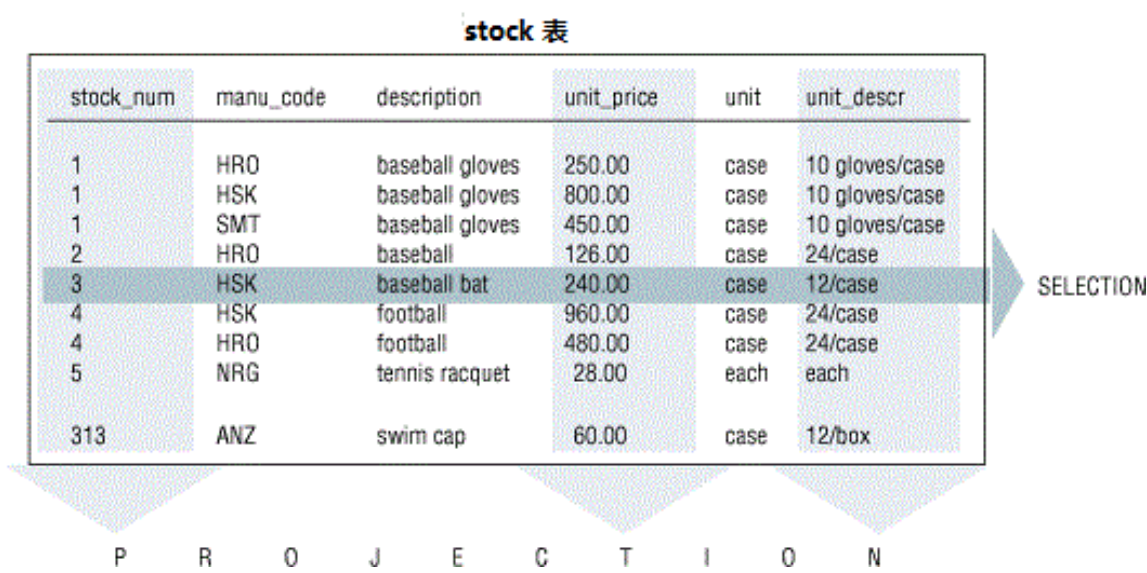 stock 表
stock_num manu_code description unit_price unit unit_descr
1 HRO baseball gloves 250.00 case 10 gloves/case
1 HSK baseball gloves 800.00 case 10 gloves/case
1 SMT baseball gloves 450.00 case 10 gloves/case
2 HRO baseball 126.00 case 24/case
3 HSK baseball bat 240.00 case 12/case
SELECTION
4 HSK football 960.00 case 24/case
4 HRO football 480.00 case 24/case
5 NRG tennis racquet 28.00 each each
313 ANZ swim cap 60.00 case 12/box
P R O J E C T I O N